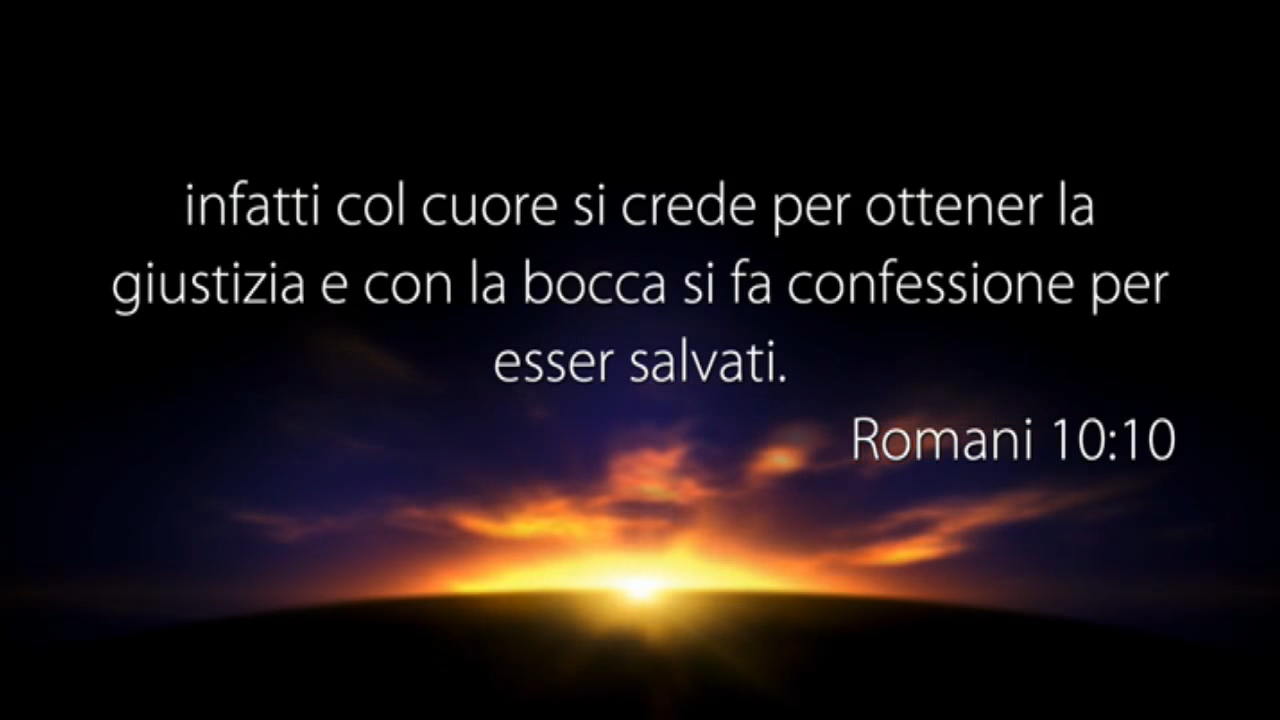 infatti col cuore si crede per ottener la
giustizia e con la bocca si fa confessione per
esser salvati.
Romani 10:10